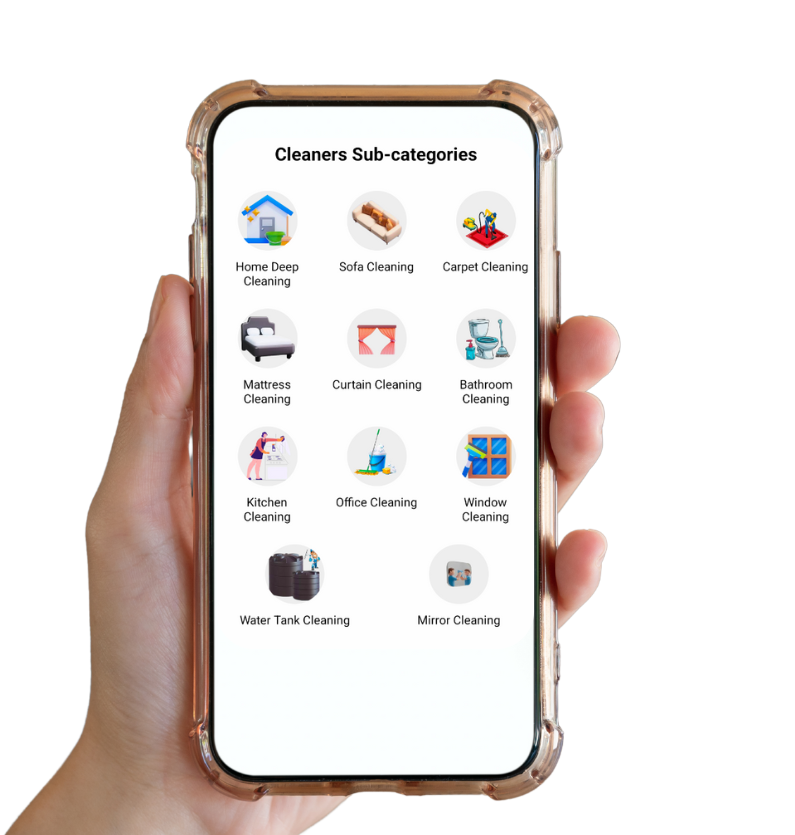 Cleaners Sub-categories
Home Deep
Cleaning
Sofa Cleaning
Carpet Cleaning
Mattress
Cleaning
Curtain Cleaning
Bathroom
Cleaning
Kitchen
Cleaning
Office Cleaning
Window
Cleaning
Water Tank Cleaning
Mirror Cleaning